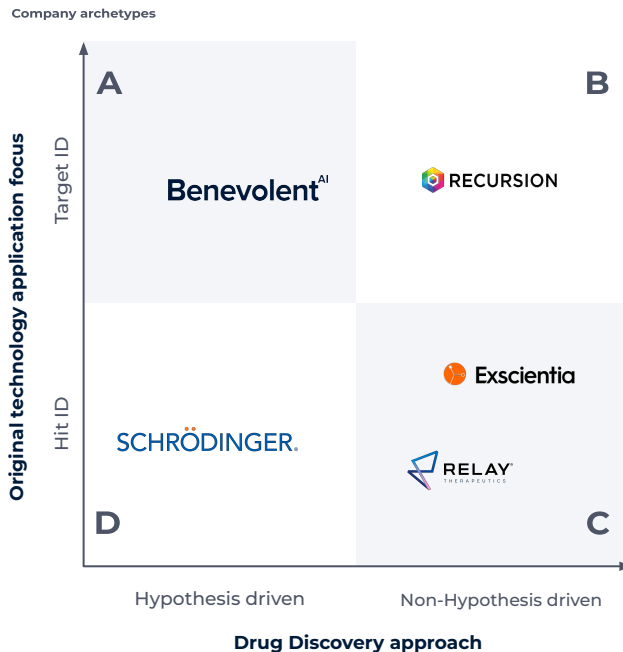 Company archetypes
A
B
Original technology application focus
Target ID
Hit ID
Benevolent AI
RECURSION
Exscientia
SCHRÖDINGER.
RELAY
THERAPEUTICS
D
C
Hypothesis driven
Non-Hypothesis driven
Drug Discovery approach